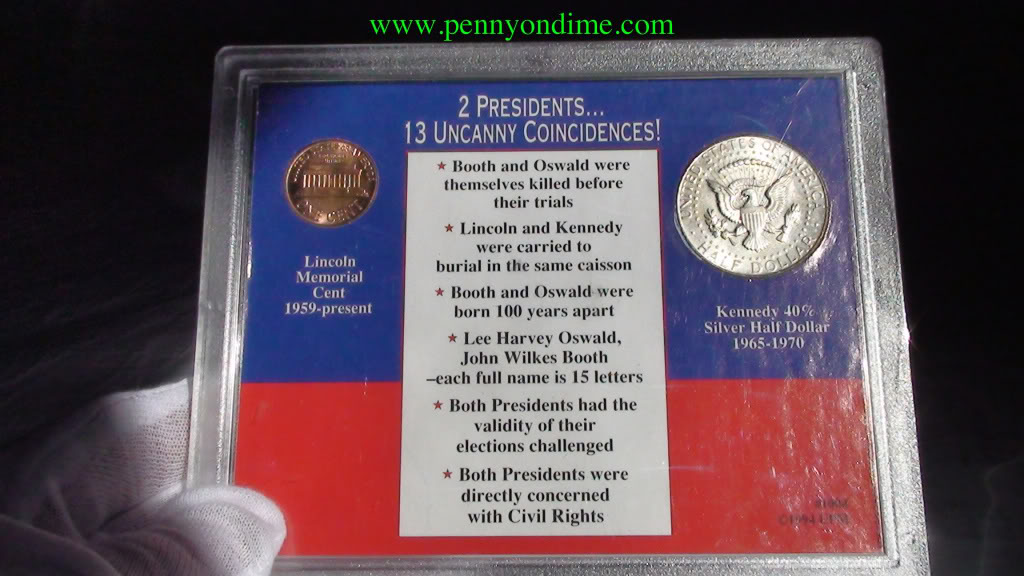 www.pennyondime.com
2 PRESIDENTS...
13 UNCANNY COINCIDENCES!
★ Booth and Oswald were
themselves killed before
their trials
★ Lincoln and Kennedy
were carried to
burial in the same caisson
★ Booth and Oswald were
born 100 years apart
★ Lee Harvey Oswald,
John Wilkes Booth
–each full name is 15 letters
★ Both Presidents had the
validity of their
elections challenged
★ Both Presidents were
directly concerned
with Civil Rights
ONE CENT
Lincoln
Memorial
Cent
1959-present
UNITED STATES OF AMERICA
HALF DOLLAR
Kennedy 40%
Silver Half Dollar
1965-1970